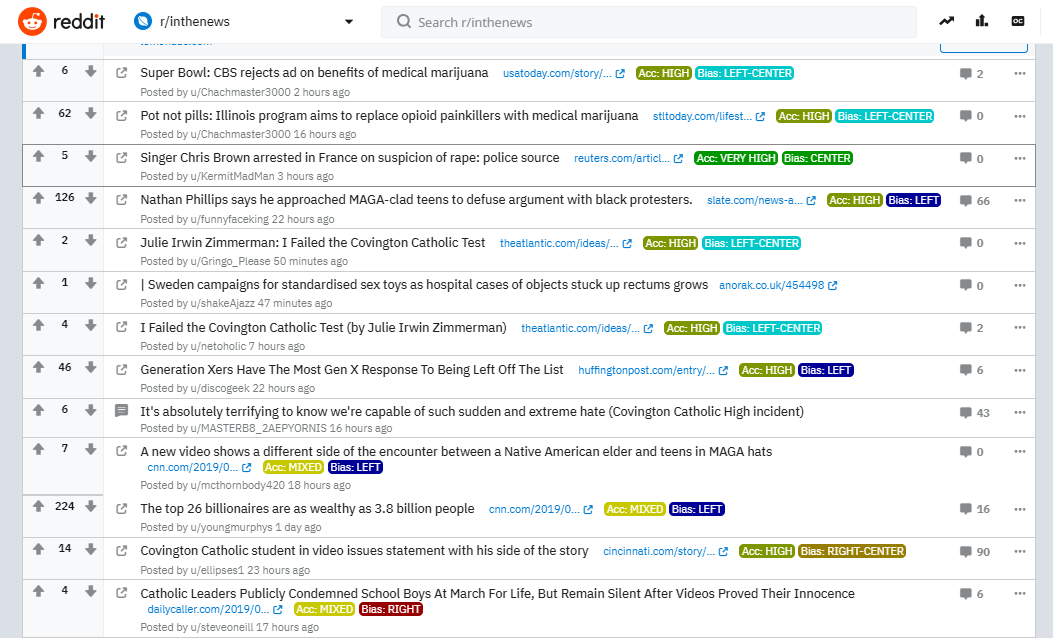 reddit r/inthenews Search r/inthenews OC
6 Super Bowl: CBS rejects ad on benefits of medical marijuana usatoday.com/story/... Acc: HIGH Bias: LEFT-CENTER 2
Posted by u/Chachmaster3000 2 hours ago
62 Pot not pills: Illinois program aims to replace opioid painkillers with medical marijuana stltoday.com/lifest... Acc: HIGH Bias: LEFT-CENTER 0
Posted by u/Chachmaster3000 16 hours ago
5 Singer Chris Brown arrested in France on suspicion of rape: police source reuters.com/articl... Acc: VERY HIGH Bias: CENTER 0
Posted by u/KermitMadMan 3 hours ago
126 Nathan Phillips says he approached MAGA-clad teens to defuse argument with black protesters. slate.com/news-a... Acc: HIGH Bias: LEFT 66
Posted by u/funnyfaceking 22 hours ago
2 Julie Irwin Zimmerman: I Failed the Covington Catholic Test theatlantic.com/ideas/... Acc: HIGH Bias: LEFT-CENTER 0
Posted by u/Gringo_Please 50 minutes ago
1 | Sweden campaigns for standardised sex toys as hospital cases of objects stuck up rectums grows anorak.co.uk/454498 0
Posted by u/shakeAjazz 47 minutes ago
4 I Failed the Covington Catholic Test (by Julie Irwin Zimmerman) theatlantic.com/ideas/... Acc: HIGH Bias: LEFT-CENTER 2
Posted by u/netoholic 7 hours ago
46 Generation Xers Have The Most Gen X Response To Being Left Off The List huffingtonpost.com/entry/... Acc: HIGH Bias: LEFT 6
Posted by u/discogeek 22 hours ago
6 It's absolutely terrifying to know we're capable of such sudden and extreme hate (Covington Catholic High incident) 43
Posted by u/MASTERB8_2AEPYORNIS 16 hours ago
7 A new video shows a different side of the encounter between a Native American elder and teens in MAGA hats 0
cnn.com/2019/0... Acc: MIXED Bias: LEFT
Posted by u/mcthornbody420 18 hours ago
224 The top 26 billionaires are as wealthy as 3.8 billion people cnn.com/2019/0... Acc: MIXED Bias: LEFT 16
Posted by u/youngmurphys 1 day ago
14 Covington Catholic student in video issues statement with his side of the story cincinnati.com/story/... Acc: HIGH Bias: RIGHT-CENTER 90
Posted by u/ellipses1 23 hours ago
4 Catholic Leaders Publicly Condemned School Boys At March For Life, But Remain Silent After Videos Proved Their Innocence 6
dailycaller.com/2019/0... Acc: MIXED Bias: RIGHT
Posted by u/steveoneill 17 hours ago